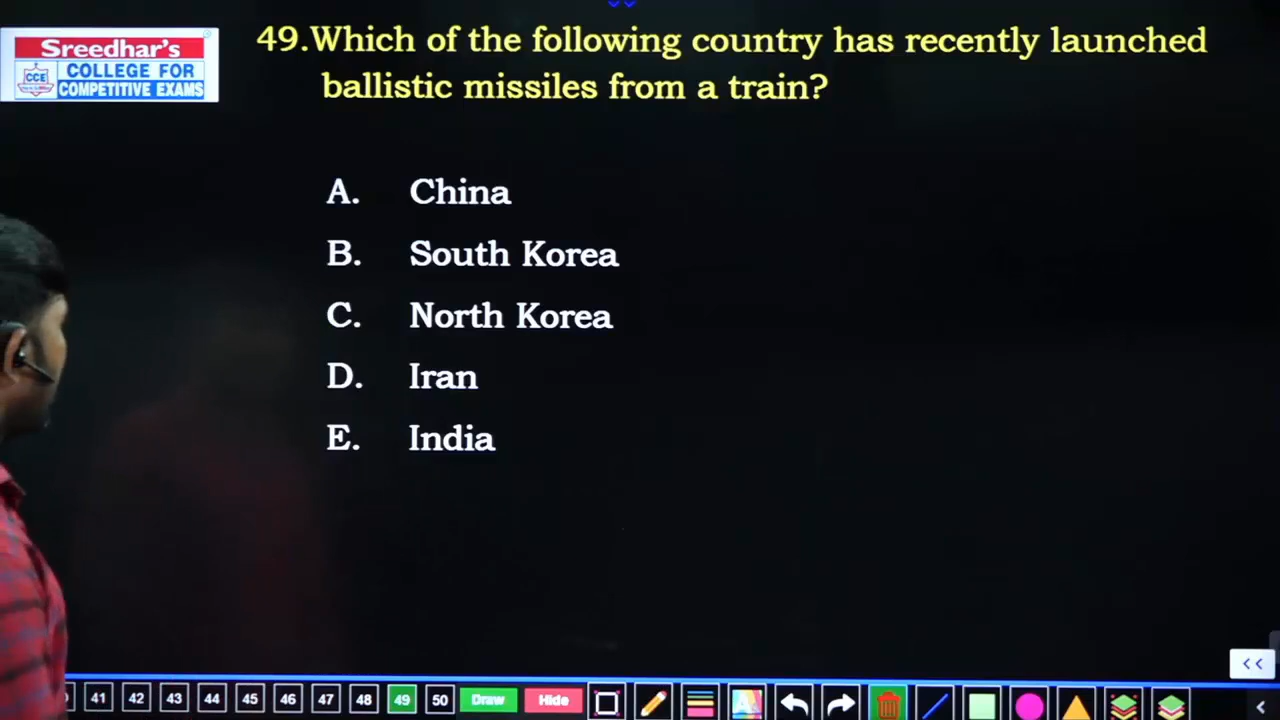 Sreedhar's
CCE
COLLEGE FOR
COMPETITIVE EXAMS
49.Which of the following country has recently launched
ballistic missiles from a train?
A. China
B. South Korea
C. North Korea
D. Iran
E. India
<<
41 42 43 44 45 46 47 48 49 50 Draw Hide